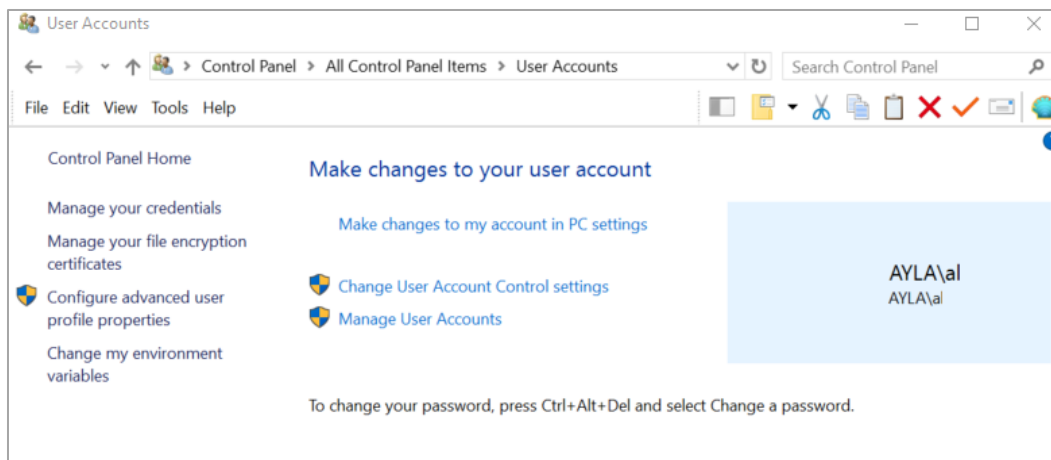 User Accounts
Control Panel > All Control Panel Items > User Accounts
Search Control Panel
File Edit View Tools Help
Control Panel Home
Manage your credentials
Manage your file encryption
certificates
Configure advanced user
profile properties
Change my environment
variables
Make changes to your user account
Make changes to my account in PC settings
Change User Account Control settings
Manage User Accounts
AYLA\al
AYLA\al
To change your password, press Ctrl+Alt+Del and select Change a password.